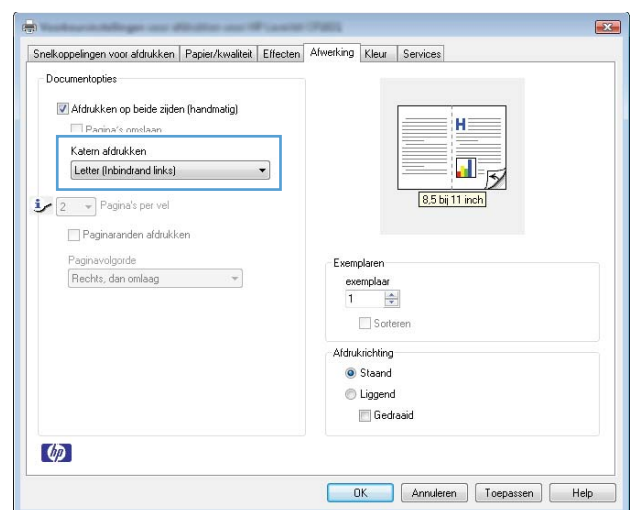 Snelkoppelingen voor afdrukken Papier/kwaliteit Effecten Afwerking Kleur Services
Documentopties
Afdrukken op beide zijden (handmatig)
Pagina's omslaan
Katern afdrukken
Letter (Inbindrand links)
2 Pagina's per vel
Paginaranden afdrukken
Paginavolgorde
Rechts, dan omlaag
H
8,5 bij 11 inch
Exemplaren
exemplaar
1
Sorteren
Afdrukrichting
Staand
Liggend
Gedraaid
hp
OK Annuleren Toepassen Help